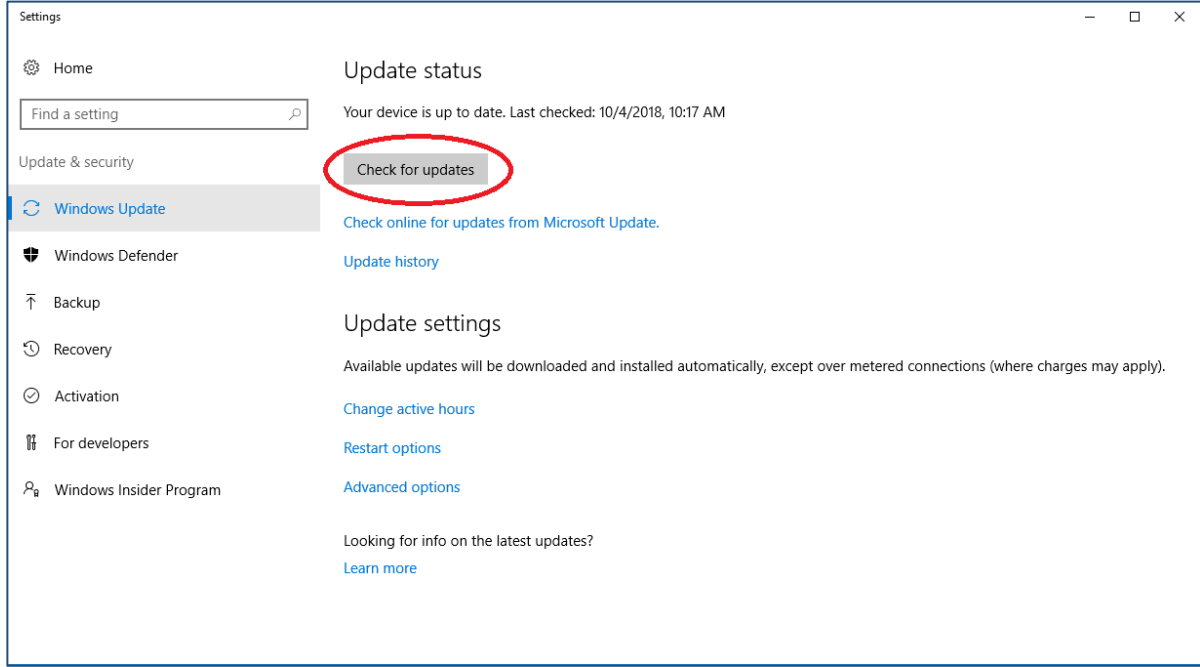 Settings
Home
Find a setting
Update & security
Windows Update
Windows Defender
Backup
Recovery
Activation
For developers
Windows Insider Program
Update status
Your device is up to date. Last checked: 10/4/2018, 10:17 AM
Check for updates
Check online for updates from Microsoft Update.
Update history
Update settings
Available updates will be downloaded and installed automatically, except over metered connections (where charges may apply).
Change active hours
Restart options
Advanced options
Looking for info on the latest updates?
Learn more